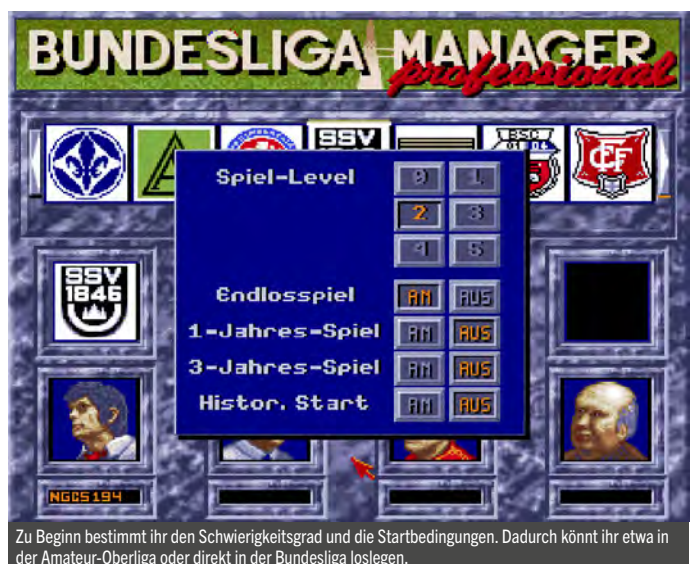 BUNDESLIGA MANAGER
professional
SSV
BSC
Spiel-Level
0 1
2 3
4 5
SSV
1846
Endlosspiel AN AUS
1-Jahres-Spiel AN AUS
3-Jahres-Spiel AN AUS
Histor. Start AN AUS
Zu Beginn bestimmt ihr den Schwierigkeitsgrad und die Startbedingungen. Dadurch könnt ihr etwa in
der Amateur-Oberliga oder direkt in der Bundesliga loslegen.